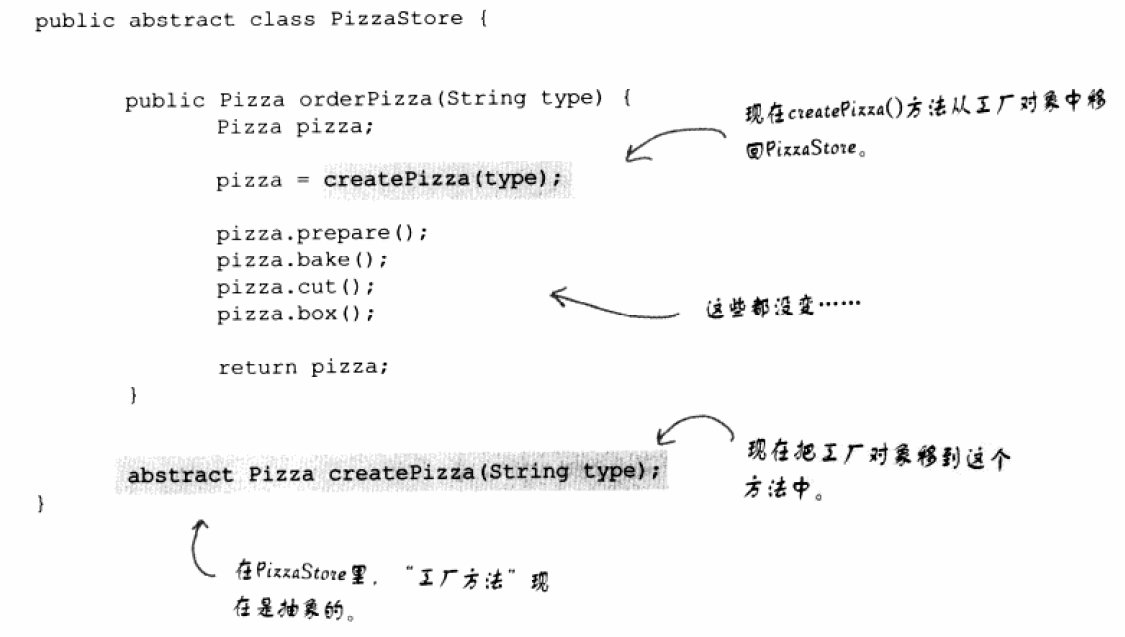 public abstract class PizzaStore {
public Pizza orderPizza(String type) {
Pizza pizza;
现在createPizza()方法从工厂对象中移
回PizzaStore。
pizza = createPizza(type);
pizza.prepare();
pizza.bake();
pizza.cut();
pizza.box();
这些都没变……
return pizza;
}
现在把工厂对象移到这个
方法中。
abstract Pizza createPizza(String type);
}
在PizzaStore里，“工厂方法”现
在是抽象的。